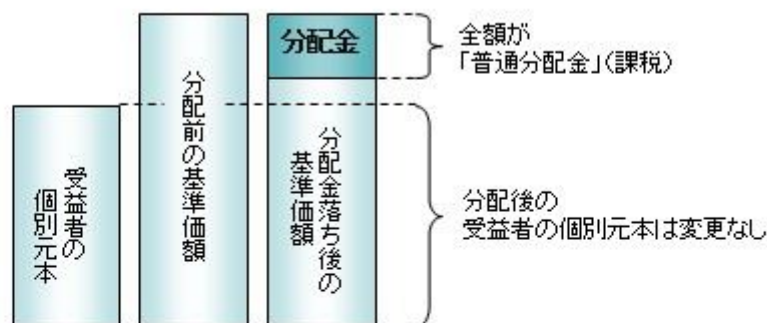 受益者の
個別元本
分配前の基準価額
分配金
分配金落ち後の
基準価額
全額が
「普通分配金」(課税)
分配後の
受益者の個別元本は変更なし